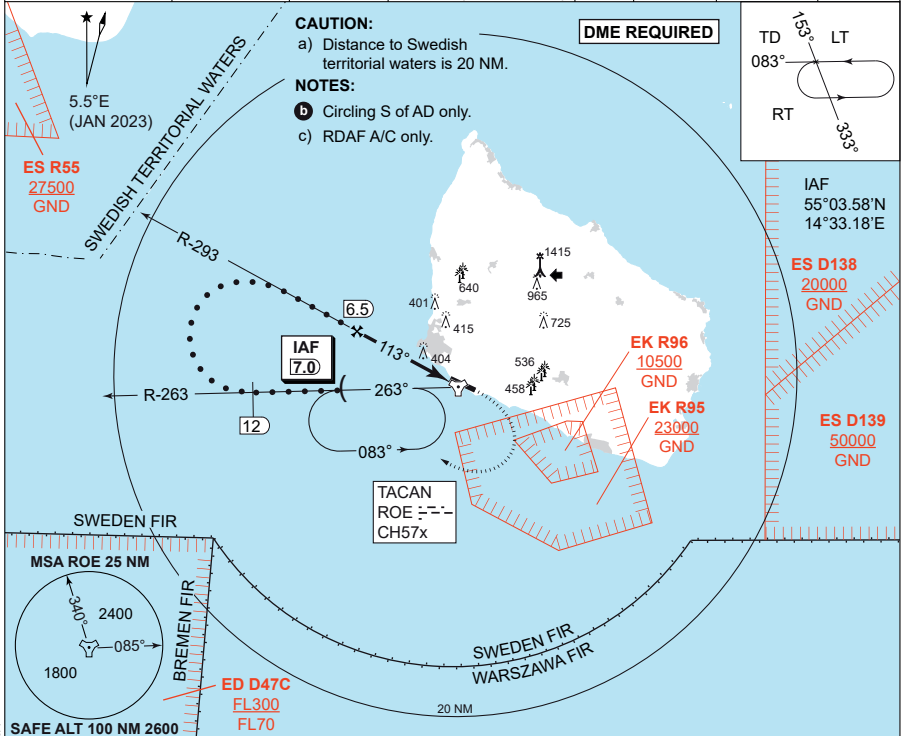 CAUTION:
a) Distance to Swedish
territorial waters is 20 NM.
NOTES:
b Circling S of AD only.
c) RDAF A/C only.
DME REQUIRED
153°
TD
LT
083°
RT
333°
5.5°E
(JAN 2023)
SWEDISH TERRITORIAL WATERS
ES R55
27500
GND
IAF
55°03.58'N
14°33.18'E
ES D138
20000
GND
R-293
1415
640
965
401
415
725
404
6.5
113°
IAF
7.0
536
458
EK R96
10500
GND
EK R95
23000
GND
ES D139
50000
GND
R-263
263°
12
083°
TACAN
ROE
CH57x
SWEDEN FIR
MSA ROE 25 NM
340°
2400
085°
1800
SAFE ALT 100 NM 2600
BREMEN FIR
ED D47C
FL300
FL70
SWEDEN FIR
WARSZAWA FIR
20 NM